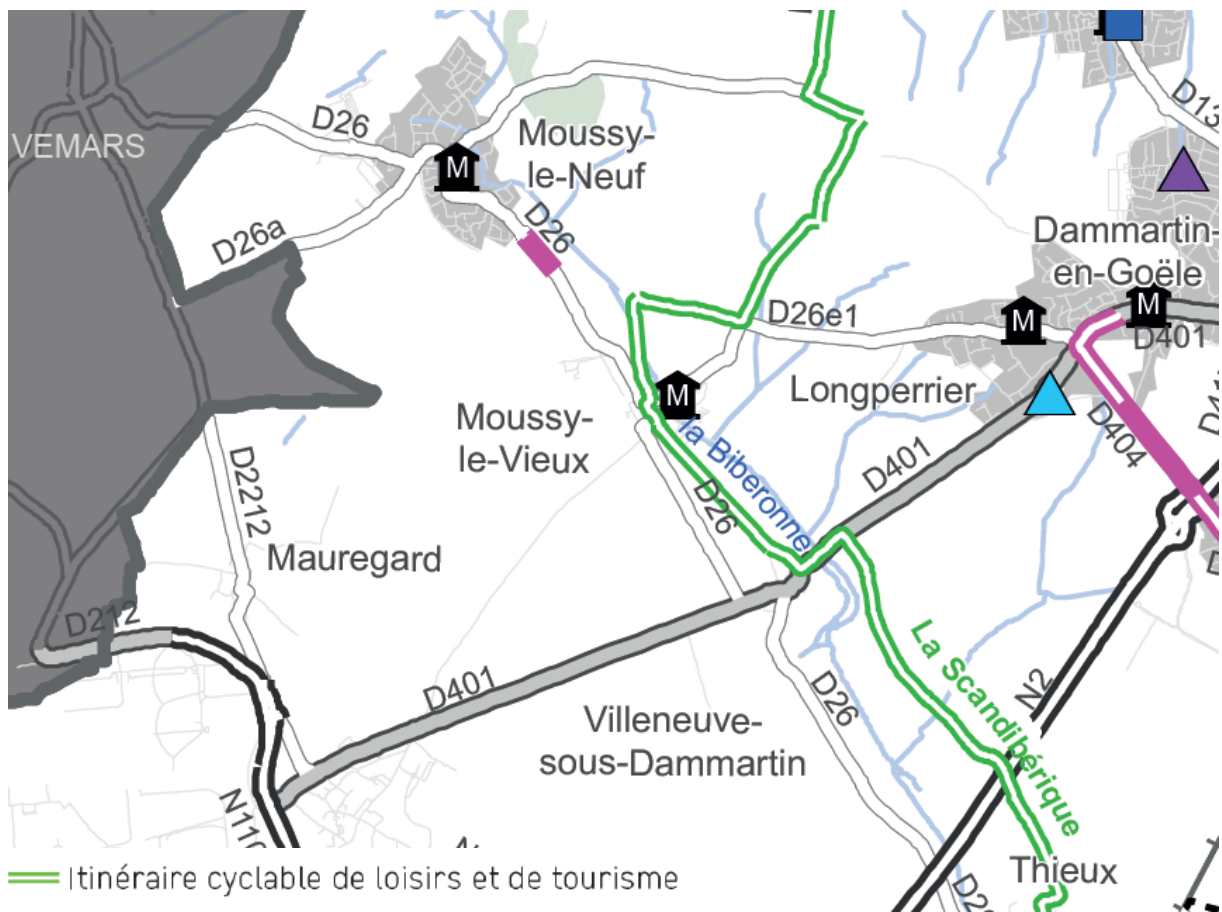 D13
D26
VEMARS
Moussy-
le-Neuf
M
D26
D26a
Dammartin-
en-Goële
M
M
D26e1
D401
Longperrier
M
D404
Moussy-
le-Vieux
la Biberonne
D401
D26
D2212
Mauregard
D212
La Scandibérique
N2
D401
D26
Villeneuve-
sous-Dammartin
Thieux
Itinéraire cyclable de loisirs et de tourisme